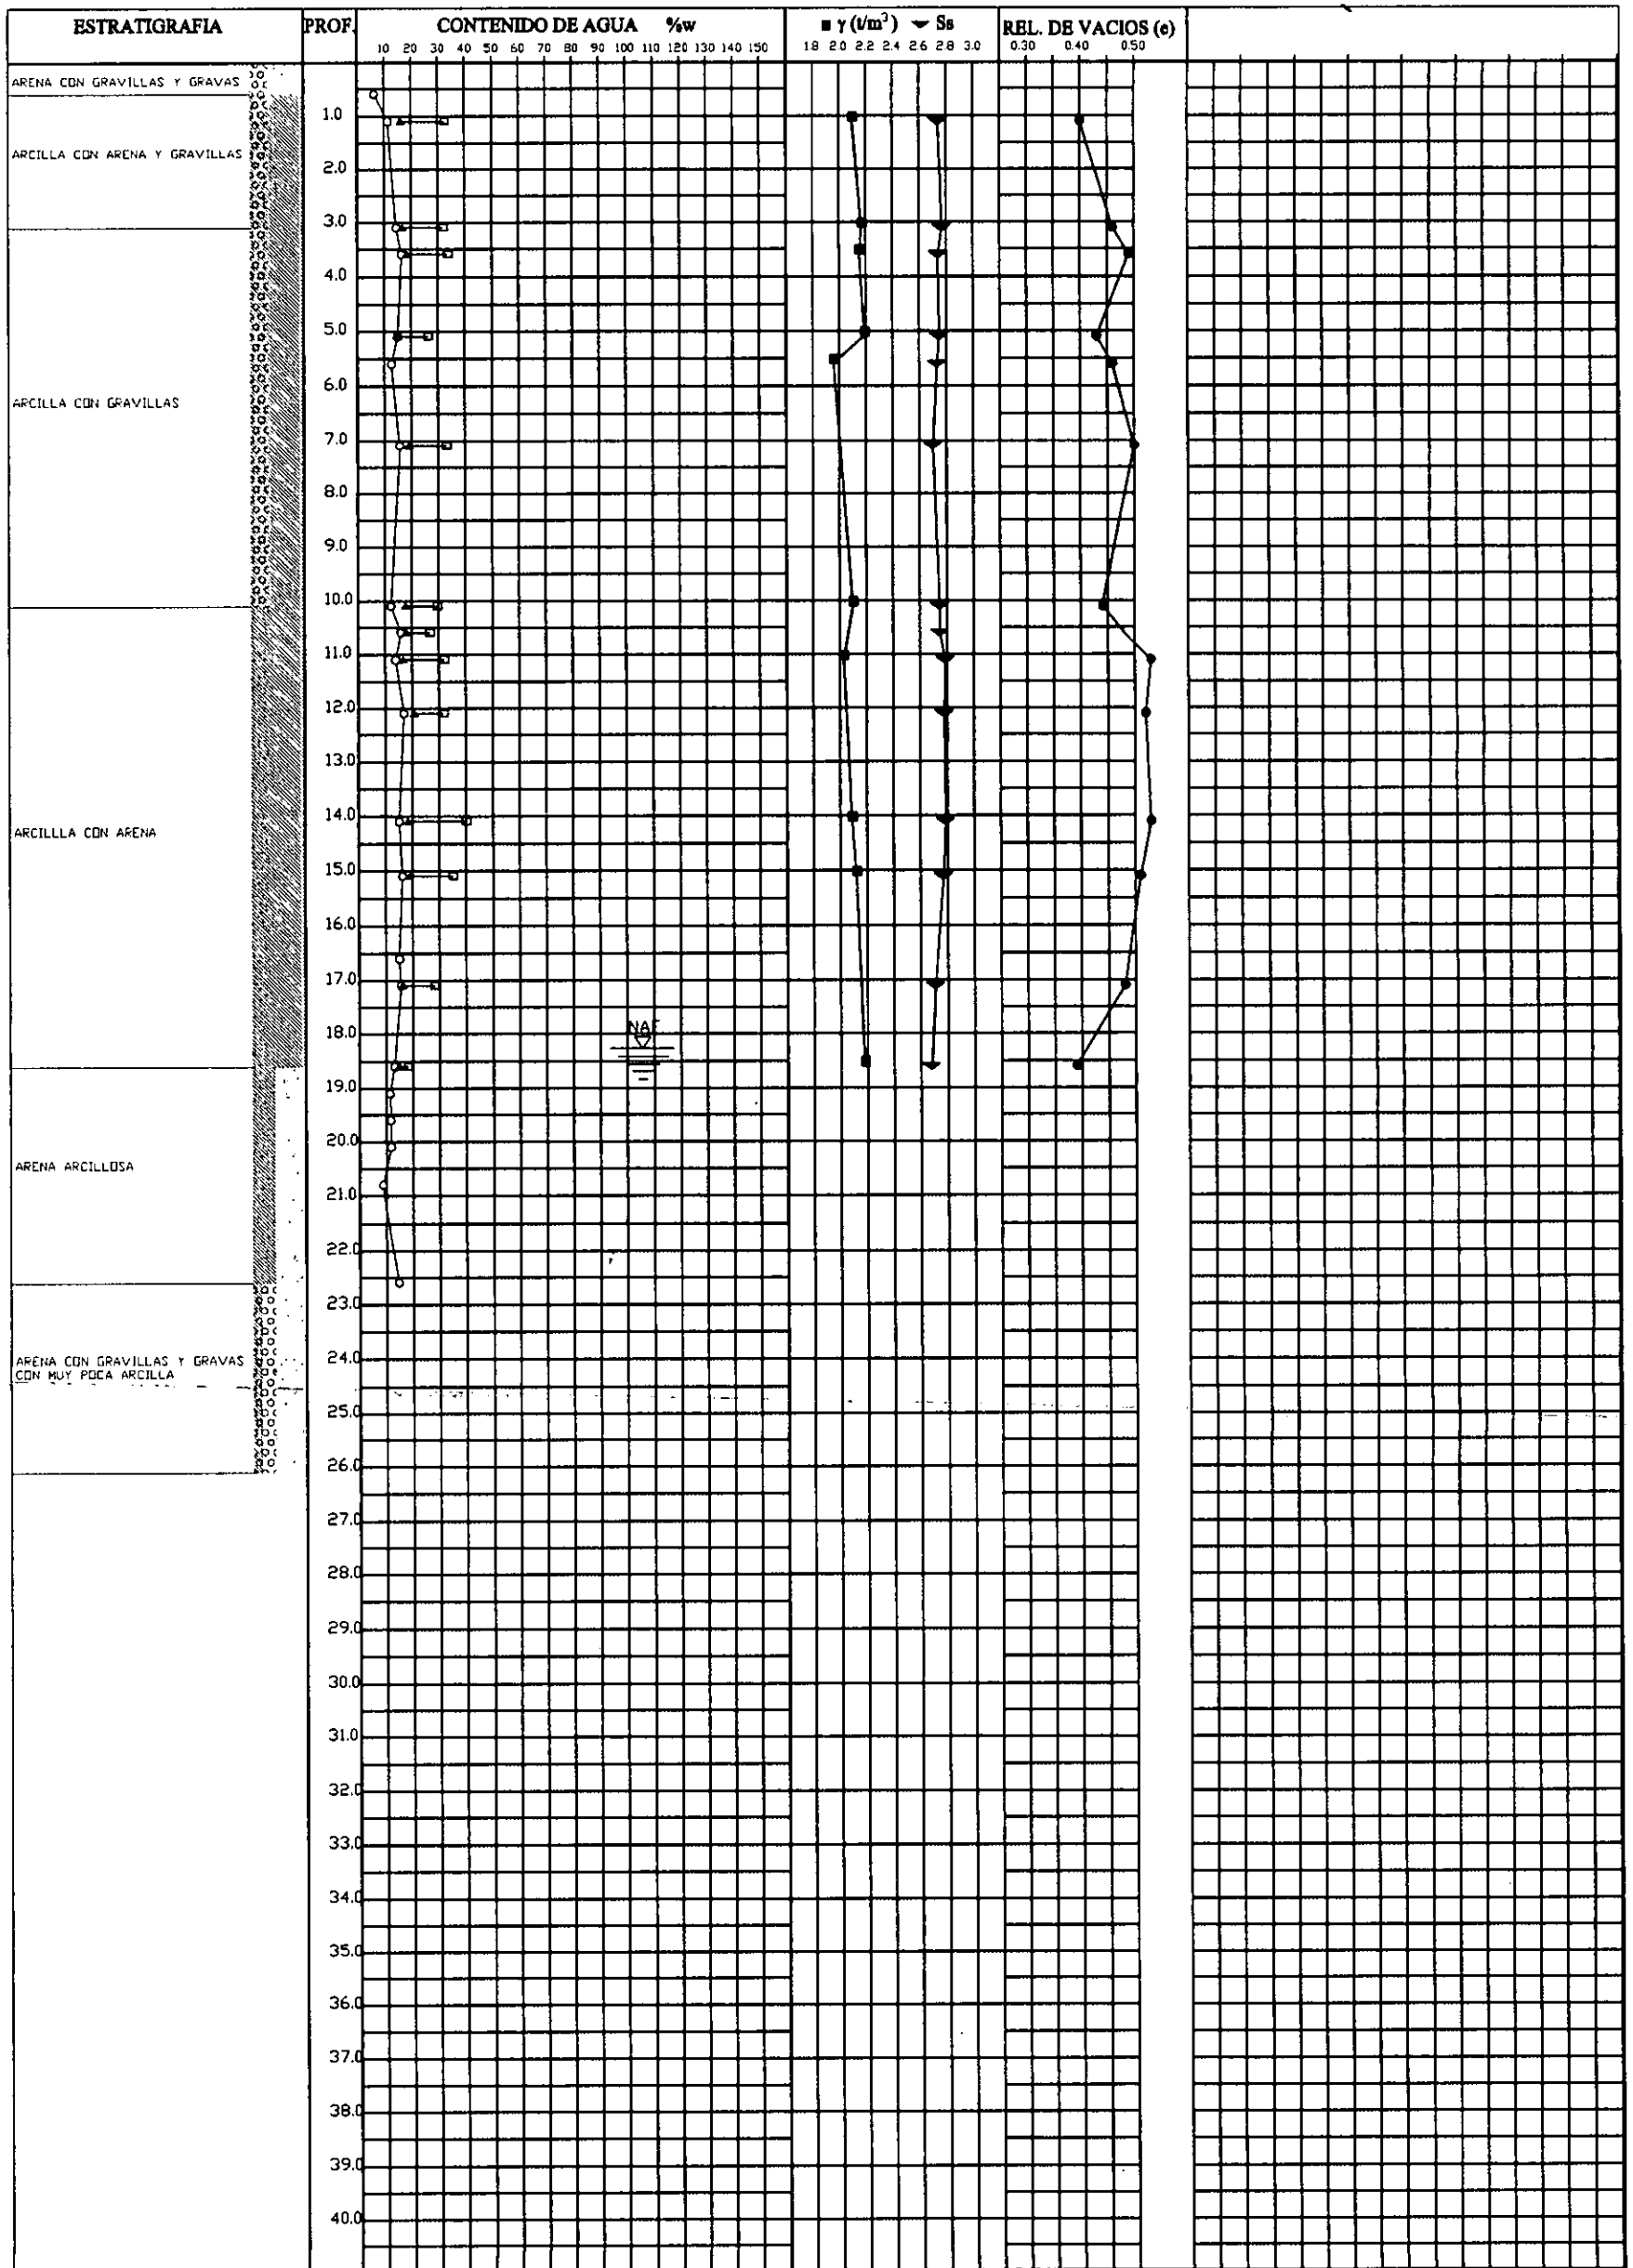 ESTRATIGRAFIA
PROF.
CONTENIDO DE AGUA %w
10 20 30 40 50 60 70 80 90 100 110 120 130 140 150
■ γ (t/m³) Ss
1.8 2.0 2.2 2.4 2.6 2.8 3.0
REL. DE VACIOS (e)
0.30 0.40 0.50
ARENA CON GRAVILLAS Y GRAVAS
1.0
ARCILLA CON ARENA Y GRAVILLAS
2.0
3.0
4.0
5.0
6.0
ARCILLA CON GRAVILLAS
7.0
8.0
9.0
10.0
11.0
12.0
13.0
14.0
ARCILLLA CON ARENA
15.0
16.0
17.0
18.0
NAF
19.0
20.0
ARENA ARCILLOSA
21.0
22.0
23.0
24.0
ARENA CON GRAVILLAS Y GRAVAS
CON MUY POCA ARCILLA
25.0
26.0
27.0
28.0
29.0
30.0
31.0
32.0
33.0
34.0
35.0
36.0
37.0
38.0
39.0
40.0